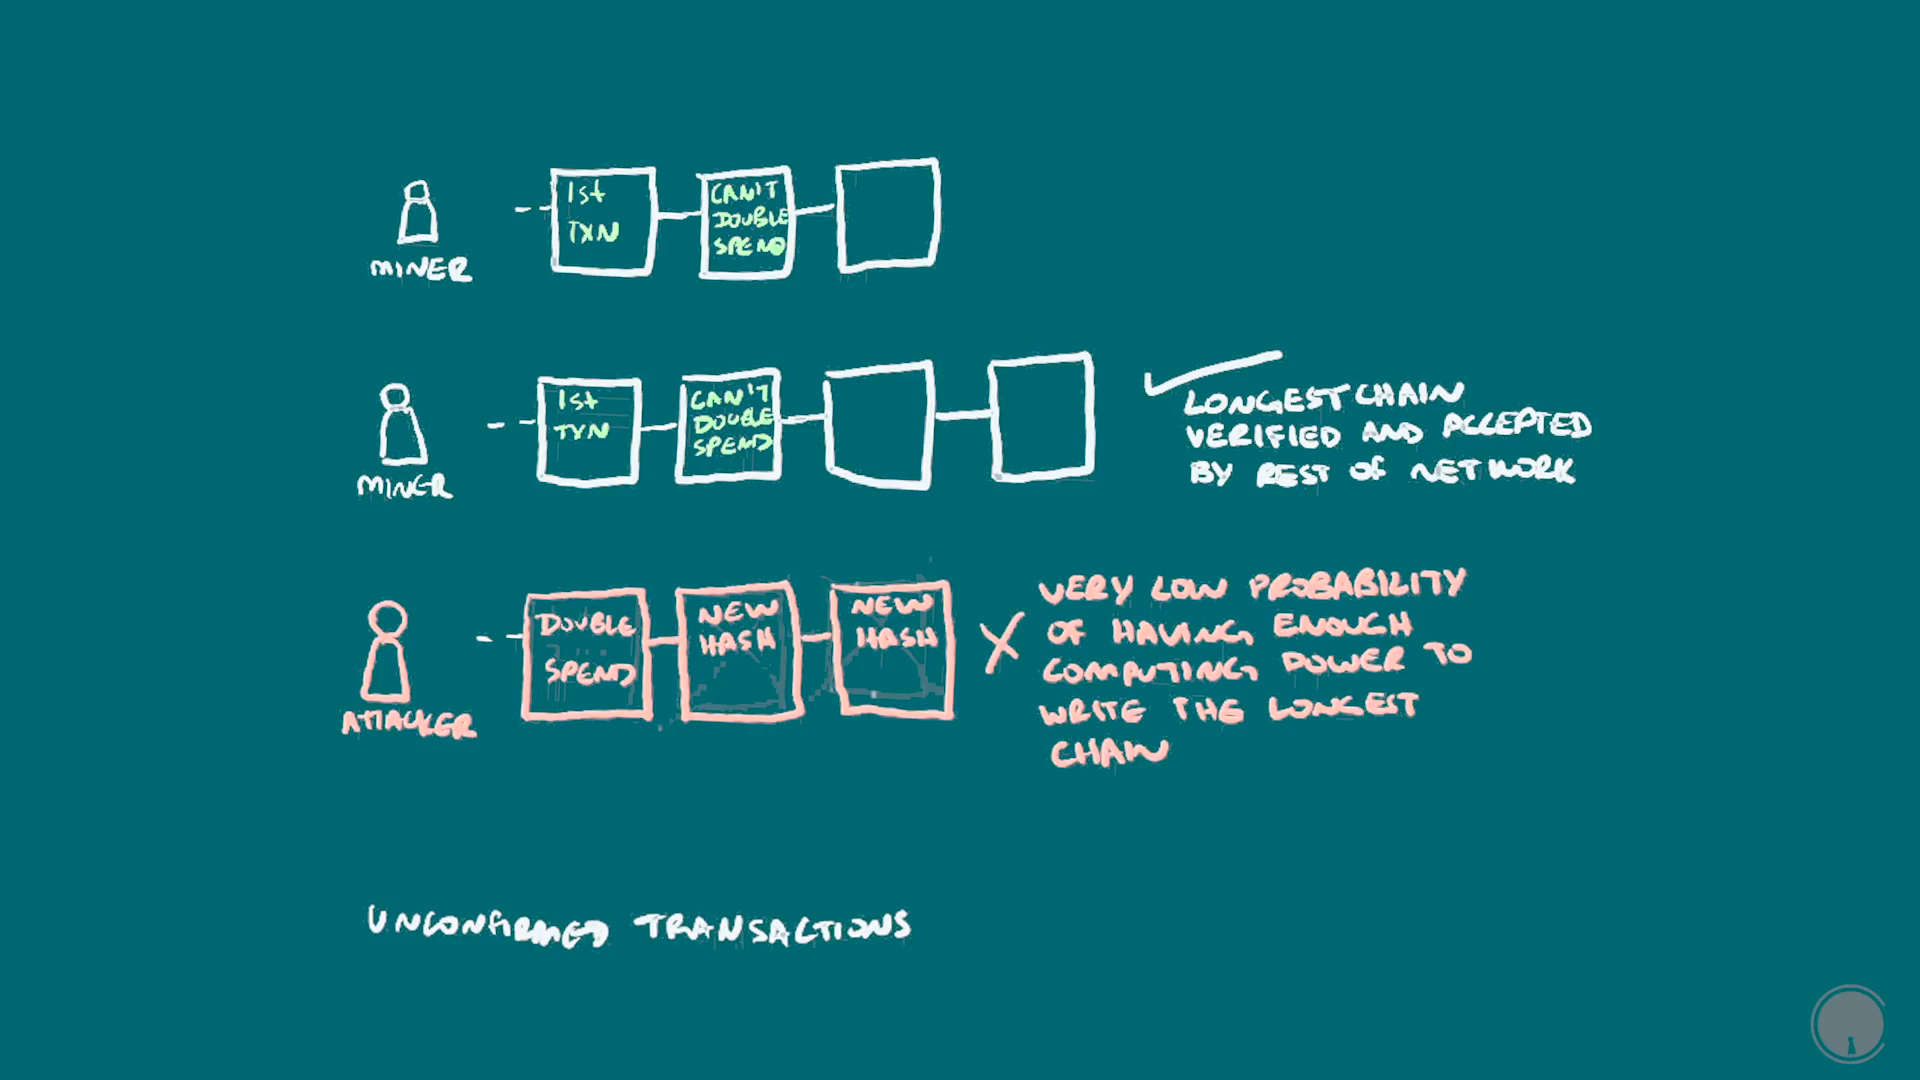 1st
TXN
CAN'T
DOUBLE
SPEND
MINER
1st
TXN
CAN'T
DOUBLE
SPEND
MINER
LONGEST CHAIN
VERIFIED AND ACCEPTED
BY REST OF NETWORK
DOUBLE
SPEND
NEW
HASH
NEW
HASH
ATTACKER
VERY LOW PROBABILITY
OF HAVING ENOUGH
COMPUTING POWER TO
WRITE THE LONGEST
CHAIN
UNCONFIRMED TRANSACTIONS